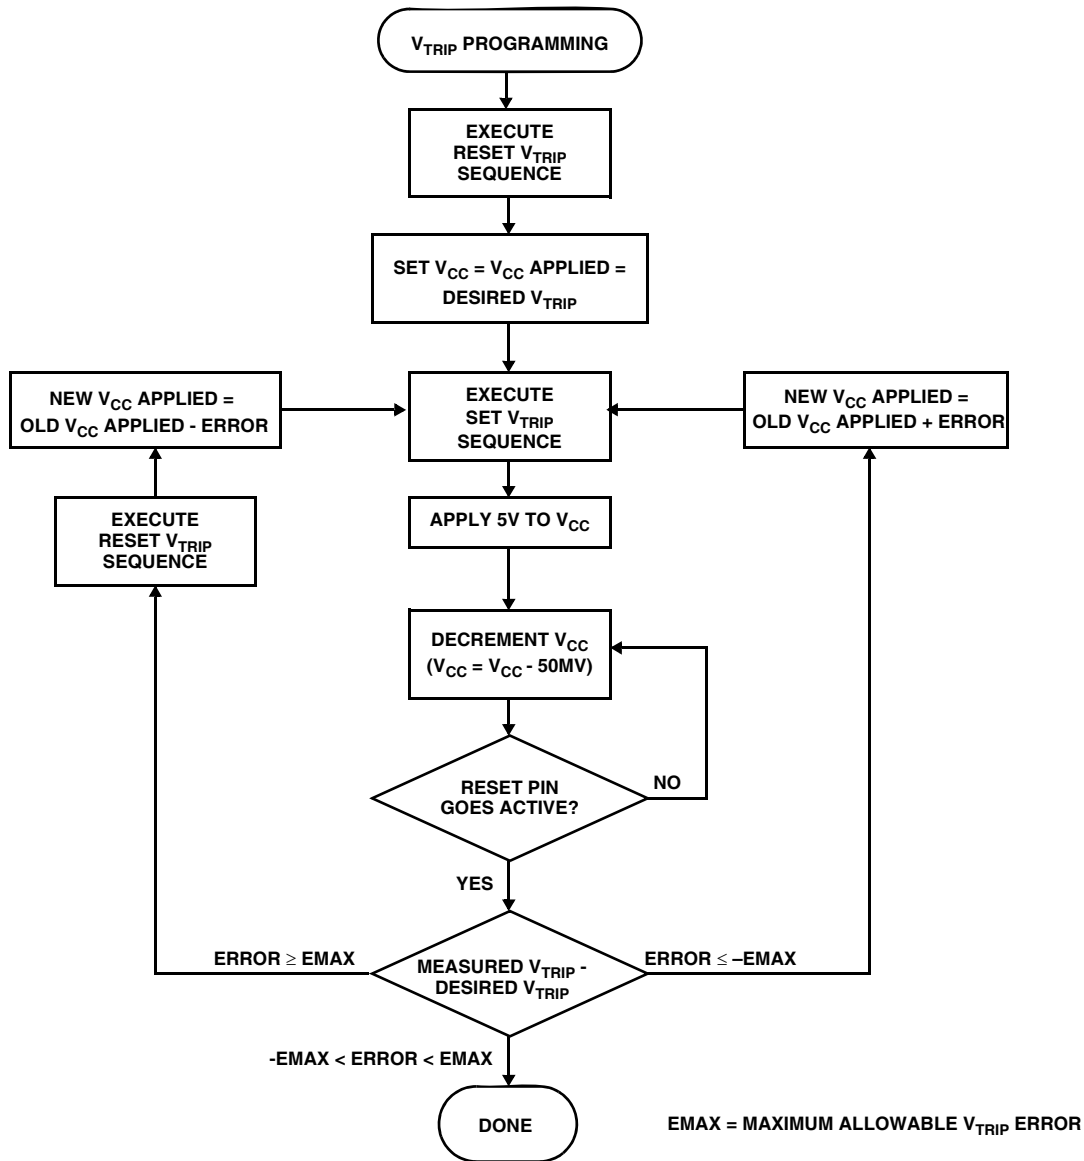 V_TRIP PROGRAMMING
EXECUTE
RESET V_TRIP
SEQUENCE
SET V_CC = V_CC APPLIED =
DESIRED V_TRIP
NEW V_CC APPLIED =
OLD V_CC APPLIED - ERROR
EXECUTE
SET V_TRIP
SEQUENCE
NEW V_CC APPLIED =
OLD V_CC APPLIED + ERROR
EXECUTE
RESET V_TRIP
SEQUENCE
APPLY 5V TO V_CC
DECREMENT V_CC
(V_CC = V_CC - 50MV)
RESET PIN
GOES ACTIVE?
NO
YES
ERROR ≥ EMAX
MEASURED V_TRIP -
DESIRED V_TRIP
ERROR ≤ –EMAX
-EMAX < ERROR < EMAX
DONE
EMAX = MAXIMUM ALLOWABLE V_TRIP ERROR